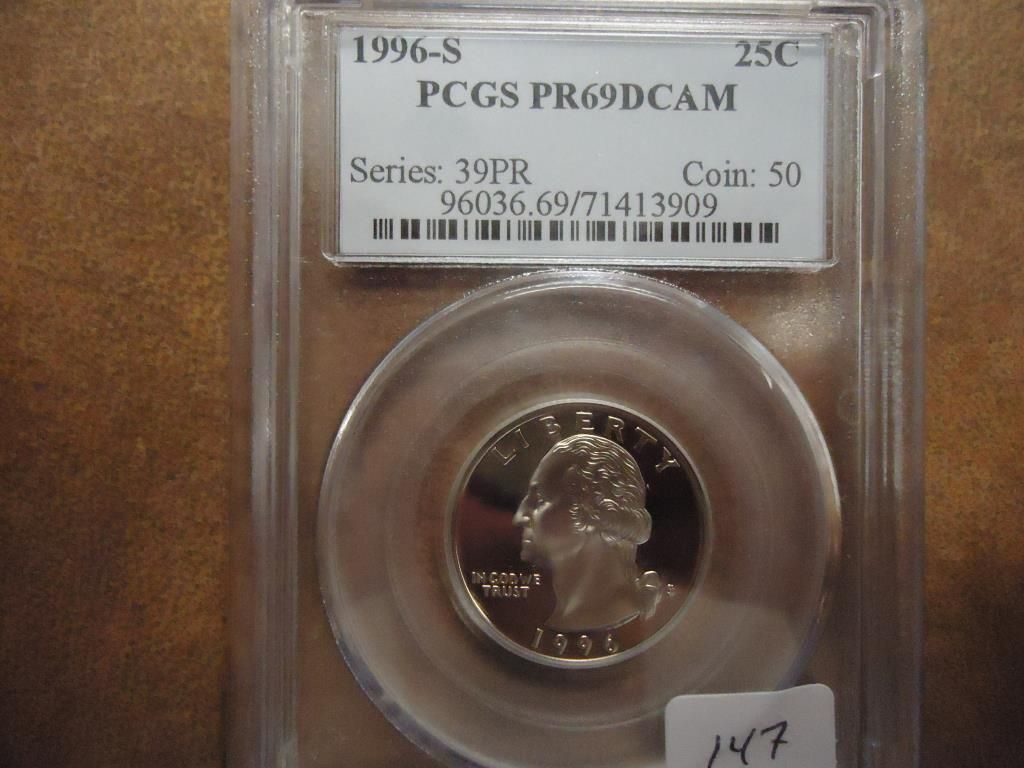 1996-S 25C
PCGS PR69DCAM
Series: 39PR Coin: 50
96036.69/71413909
LIBERTY
IN GOD WE
TRUST
S
1996
147